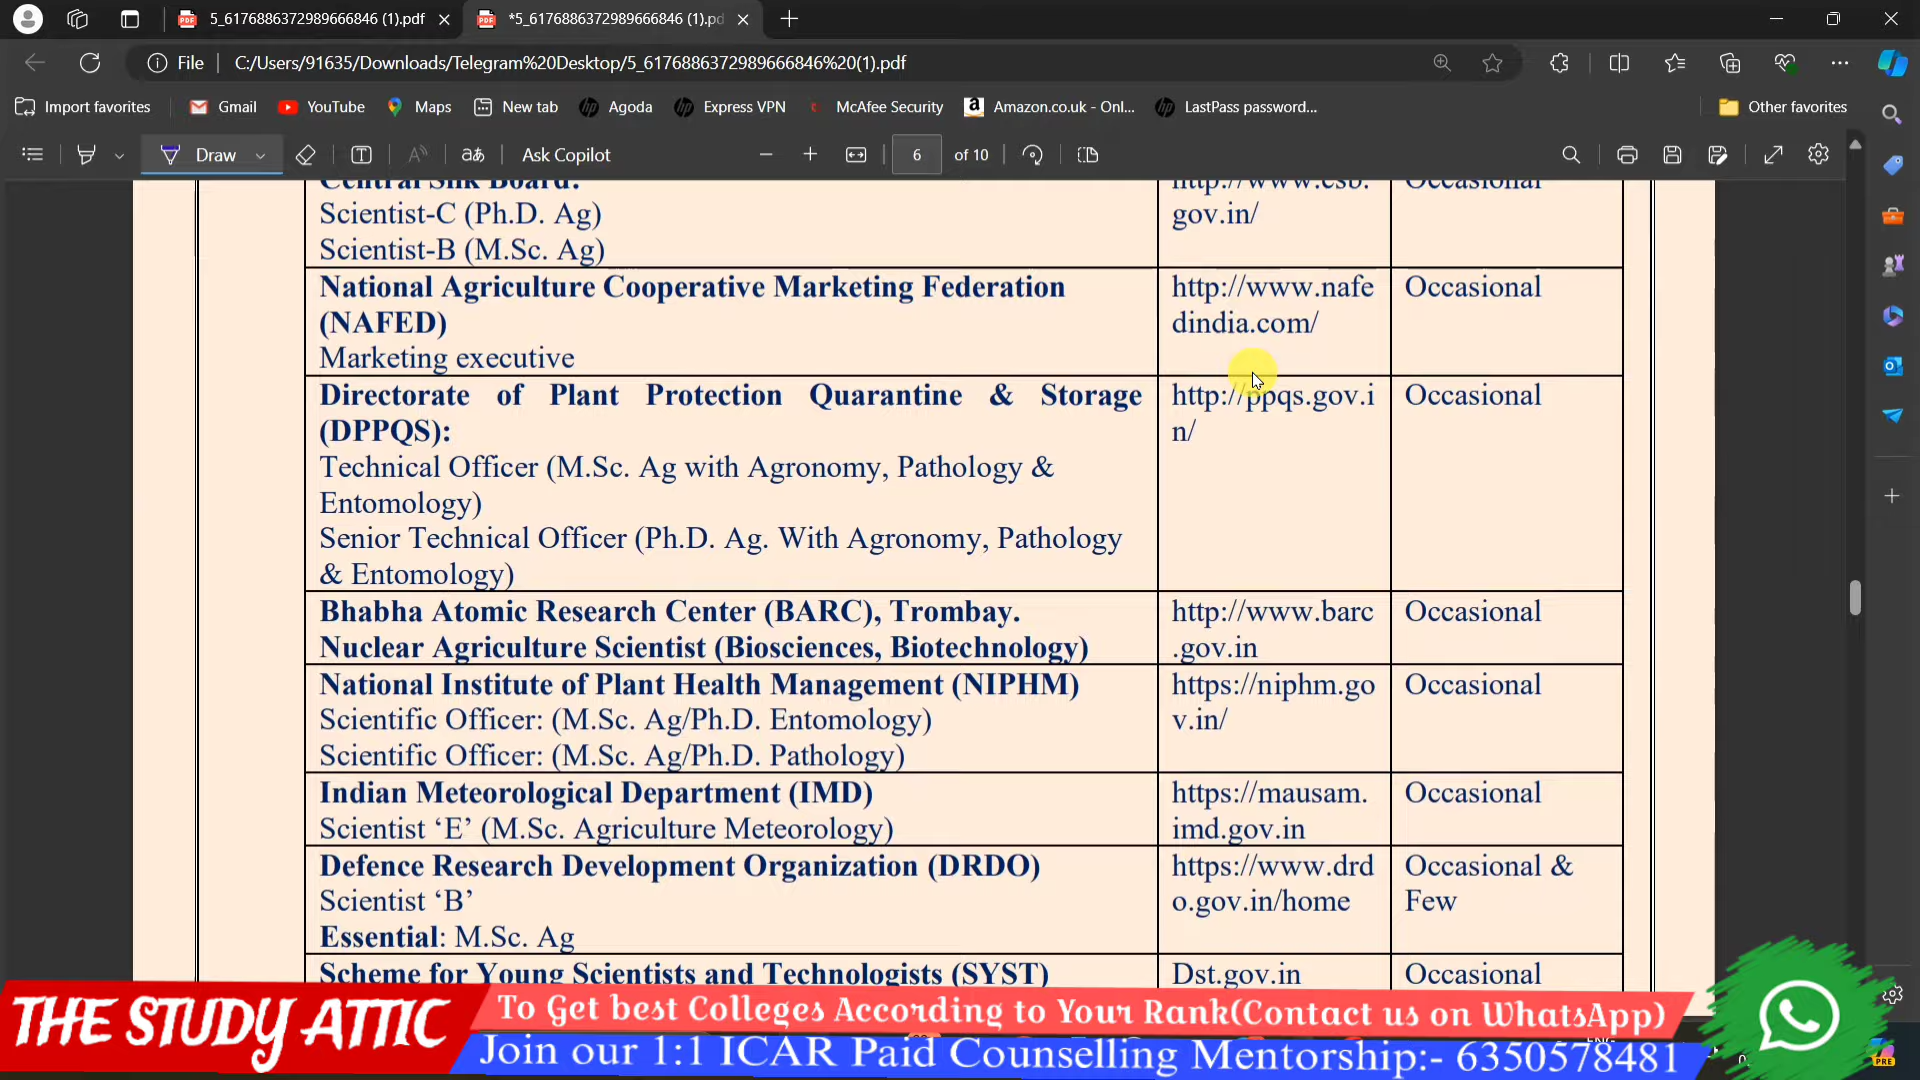 5_6176886372989666846 (1).pdf
*5_6176886372989666846 (1).pd
File
C:/Users/91635/Downloads/Telegram%20Desktop/5_6176886372989666846%20(1).pdf
Import favorites
Gmail
YouTube
Maps
New tab
Agoda
Express VPN
McAfee Security
Amazon.co.uk - Onl...
LastPass password...
Other favorites
Draw
Ask Copilot
6
of 10
Central Silk Board:
Scientist-C (Ph.D. Ag)
Scientist-B (M.Sc. Ag)
http://www.csb.
gov.in/
Occasional
National Agriculture Cooperative Marketing Federation
(NAFED)
Marketing executive
http://www.nafe
dindia.com/
Occasional
Directorate of Plant Protection Quarantine & Storage
(DPPQS):
Technical Officer (M.Sc. Ag with Agronomy, Pathology &
Entomology)
Senior Technical Officer (Ph.D. Ag. With Agronomy, Pathology
& Entomology)
http://ppqs.gov.i
n/
Occasional
Bhabha Atomic Research Center (BARC), Trombay.
Nuclear Agriculture Scientist (Biosciences, Biotechnology)
http://www.barc
.gov.in
Occasional
National Institute of Plant Health Management (NIPHM)
Scientific Officer: (M.Sc. Ag/Ph.D. Entomology)
Scientific Officer: (M.Sc. Ag/Ph.D. Pathology)
https://niphm.go
v.in/
Occasional
Indian Meteorological Department (IMD)
Scientist ‘E’ (M.Sc. Agriculture Meteorology)
https://mausam.
imd.gov.in
Occasional
Defence Research Development Organization (DRDO)
Scientist ‘B’
Essential: M.Sc. Ag
https://www.drd
o.gov.in/home
Occasional &
Few
Scheme for Young Scientists and Technologists (SYST)
Dst.gov.in
Occasional
THE STUDY ATTIC
To Get best Colleges According to Your Rank(Contact us on WhatsApp)
Join our 1:1 ICAR Paid Counselling Mentorship:- 6350578481
PRE